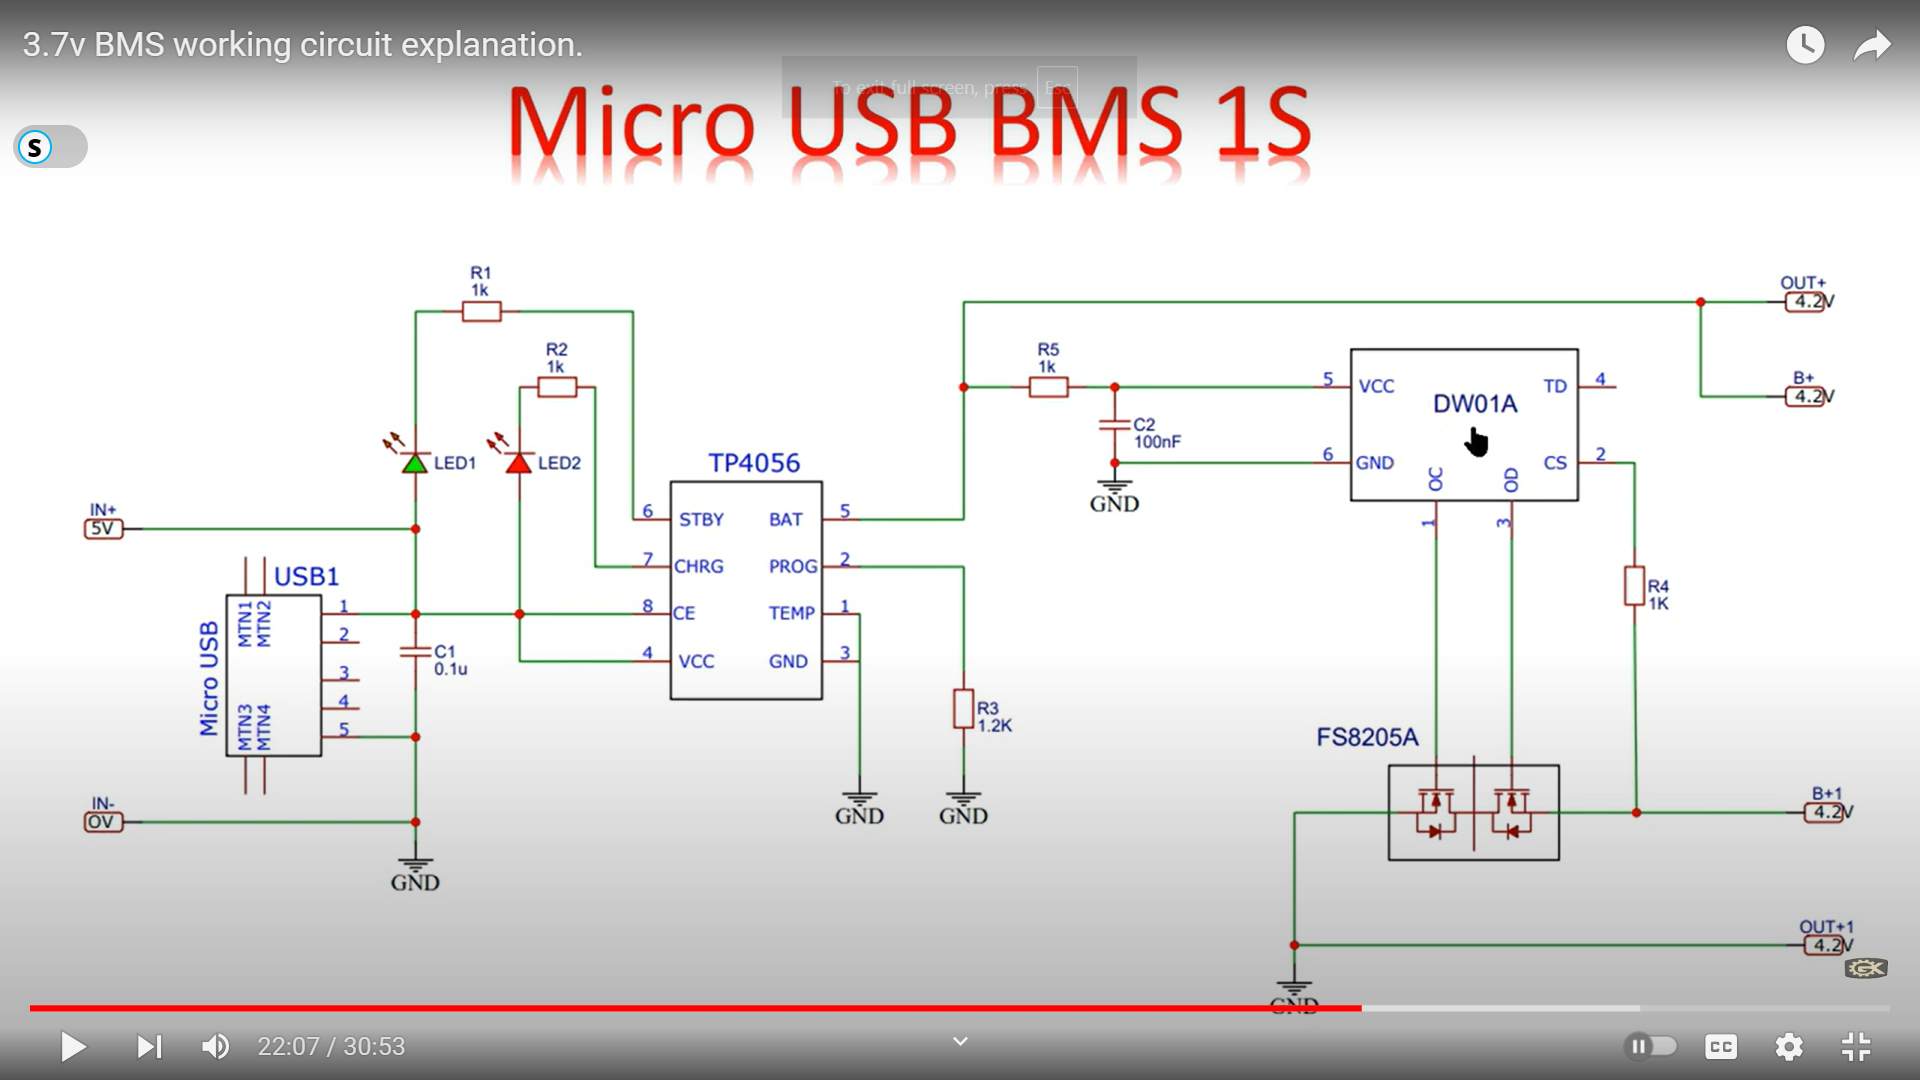 3.7v BMS working circuit explanation.
To exit full screen, press Esc
Micro USB BMS 1S
S
R1
1k
R2
1k
LED1
LED2
IN+
5V
USB1
Micro USB
MTN1
MTN2
MTN3
MTN4
1
2
3
4
5
C1
0.1u
IN-
0V
GND
TP4056
6 STBY
7 CHRG
8 CE
4 VCC
BAT 5
PROG 2
TEMP 1
GND 3
R3
1.2K
GND
GND
R5
1k
C2
100nF
GND
DW01A
5 VCC
6 GND
TD 4
CS 2
OC
1
OD
3
R4
1K
OUT+
4.2V
B+
4.2V
FS8205A
B+1
4.2V
OUT+1
4.2V
GND
GK
22:07 / 30:53
CC